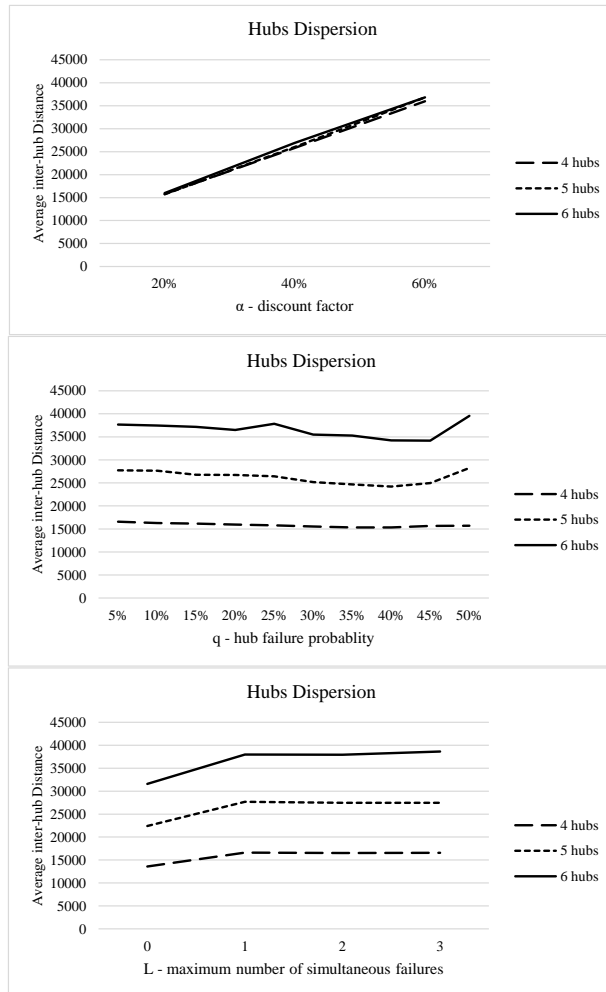 Hubs Dispersion
45000
40000
35000
30000
25000
20000
15000
10000
5000
0
Average inter-hub Distance
20% 40% 60%
α - discount factor
4 hubs
5 hubs
6 hubs
Hubs Dispersion
45000
40000
35000
30000
25000
20000
15000
10000
5000
0
Average inter-hub Distance
5% 10% 15% 20% 25% 30% 35% 40% 45% 50%
q - hub failure probablity
4 hubs
5 hubs
6 hubs
Hubs Dispersion
45000
40000
35000
30000
25000
20000
15000
10000
5000
0
Average inter-hub Distance
0 1 2 3
L - maximum number of simultaneous failures
4 hubs
5 hubs
6 hubs